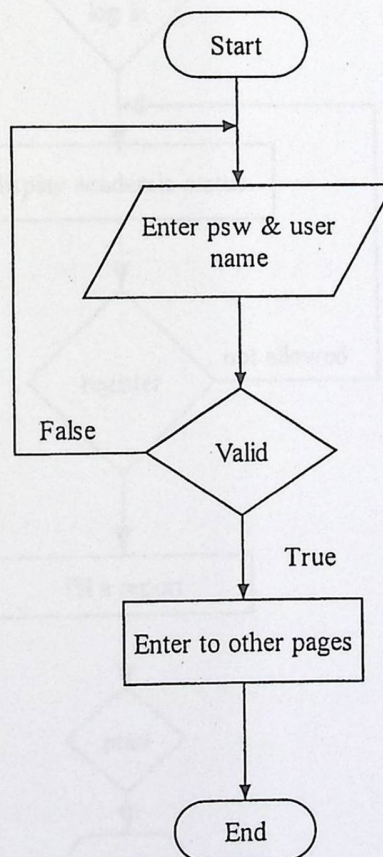 Start
Enter psw & user
name
False
Valid
True
Enter to other pages
End